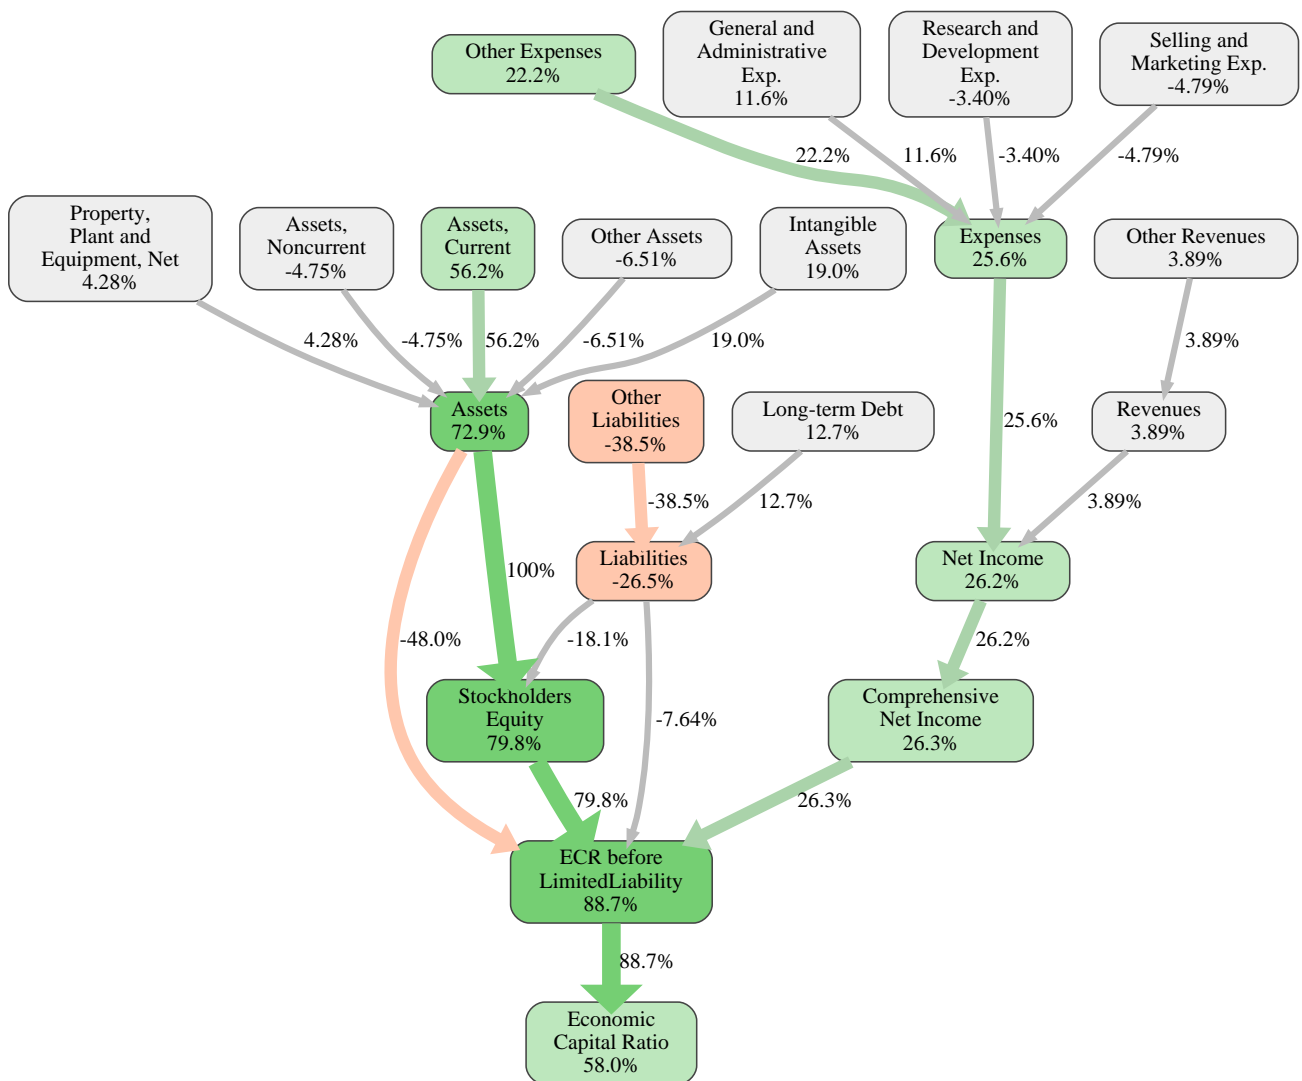 Other Expenses
22.2%
General and
Administrative
Exp.
11.6%
Research and
Development
Exp.
-3.40%
Selling and
Marketing Exp.
-4.79%
22.2%
11.6%
-3.40%
-4.79%
Property,
Plant and
Equipment, Net
4.28%
Assets,
Noncurrent
-4.75%
Assets,
Current
56.2%
Other Assets
-6.51%
Intangible
Assets
19.0%
Expenses
25.6%
Other Revenues
3.89%
4.28%
-4.75%
56.2%
-6.51%
19.0%
3.89%
Assets
72.9%
Other
Liabilities
-38.5%
Long-term Debt
12.7%
25.6%
Revenues
3.89%
-38.5%
12.7%
3.89%
100%
Liabilities
-26.5%
Net Income
26.2%
-48.0%
-18.1%
26.2%
Stockholders
Equity
79.8%
-7.64%
Comprehensive
Net Income
26.3%
79.8%
26.3%
ECR before
LimitedLiability
88.7%
88.7%
Economic
Capital Ratio
58.0%